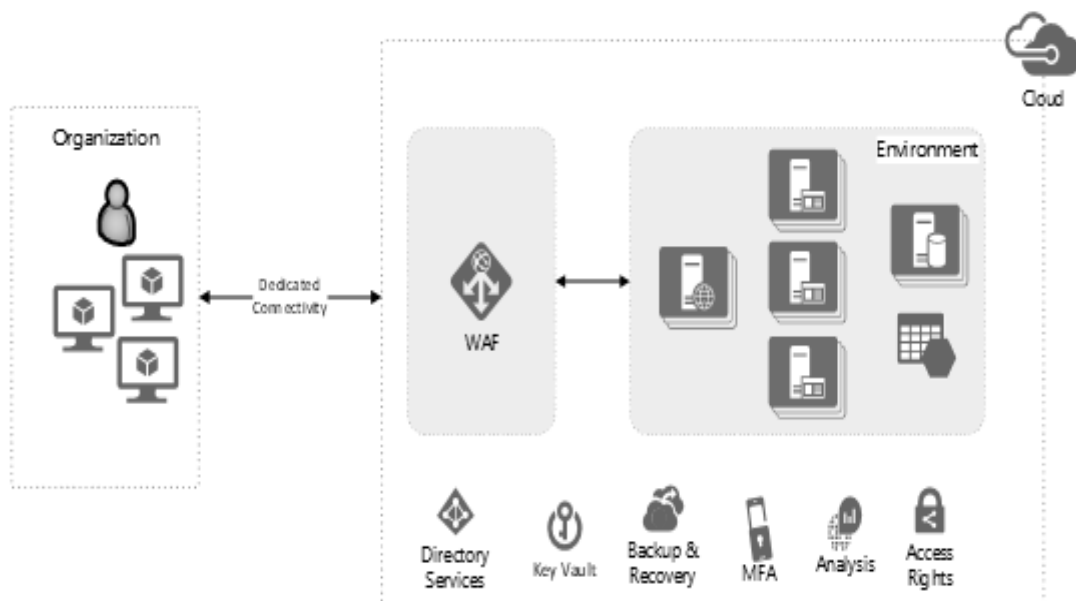 Cloud
Organization
Environment
Dedicated
Connectivity
WAF
Directory
Services
Key Vault
Backup &
Recovery
MFA
Analysis
Access
Rights